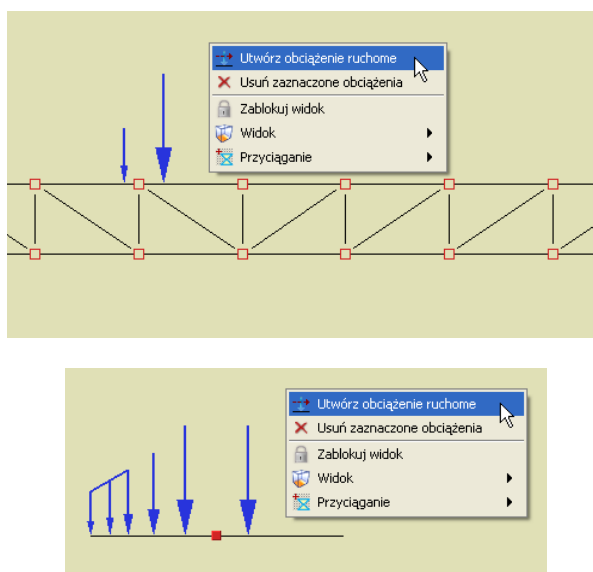 Utwórz obciążenie ruchome
Usuń zaznaczone obciążenia
Zablokuj widok
Widok
Przyciąganie
Utwórz obciążenie ruchome
Usuń zaznaczone obciążenia
Zablokuj widok
Widok
Przyciąganie